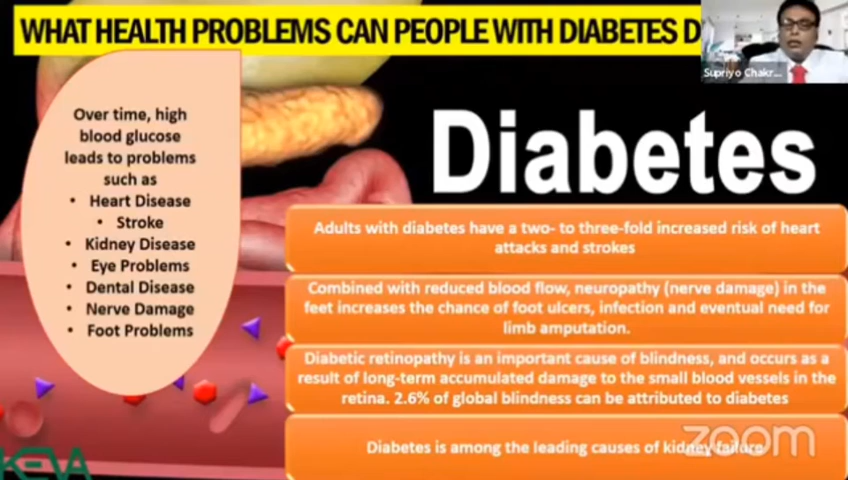 WHAT HEALTH PROBLEMS CAN PEOPLE WITH DIABETES D
Supriyo Chakr...
Over time, high
blood glucose
leads to problems
such as
• Heart Disease
• Stroke
• Kidney Disease
• Eye Problems
• Dental Disease
• Nerve Damage
• Foot Problems
Diabetes
Adults with diabetes have a two- to three-fold increased risk of heart
attacks and strokes
Combined with reduced blood flow, neuropathy (nerve damage) in the
feet increases the chance of foot ulcers, infection and eventual need for
limb amputation.
Diabetic retinopathy is an important cause of blindness, and occurs as a
result of long-term accumulated damage to the small blood vessels in the
retina. 2.6% of global blindness can be attributed to diabetes
Diabetes is among the leading causes of kidney failure
zoom
KEVA